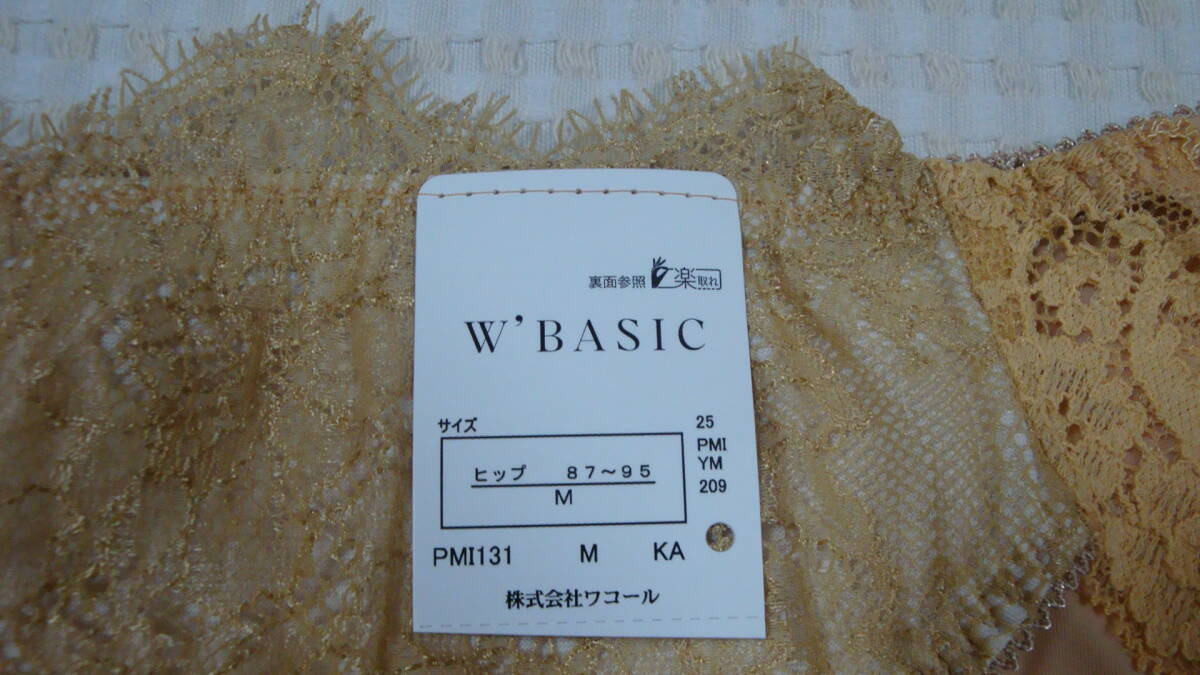 裏面参照 楽取れ
W'BASIC
サイズ
ヒップ 87～95
M
25
PMI
YM
209
PMI131 M KA
株式会社ワコール